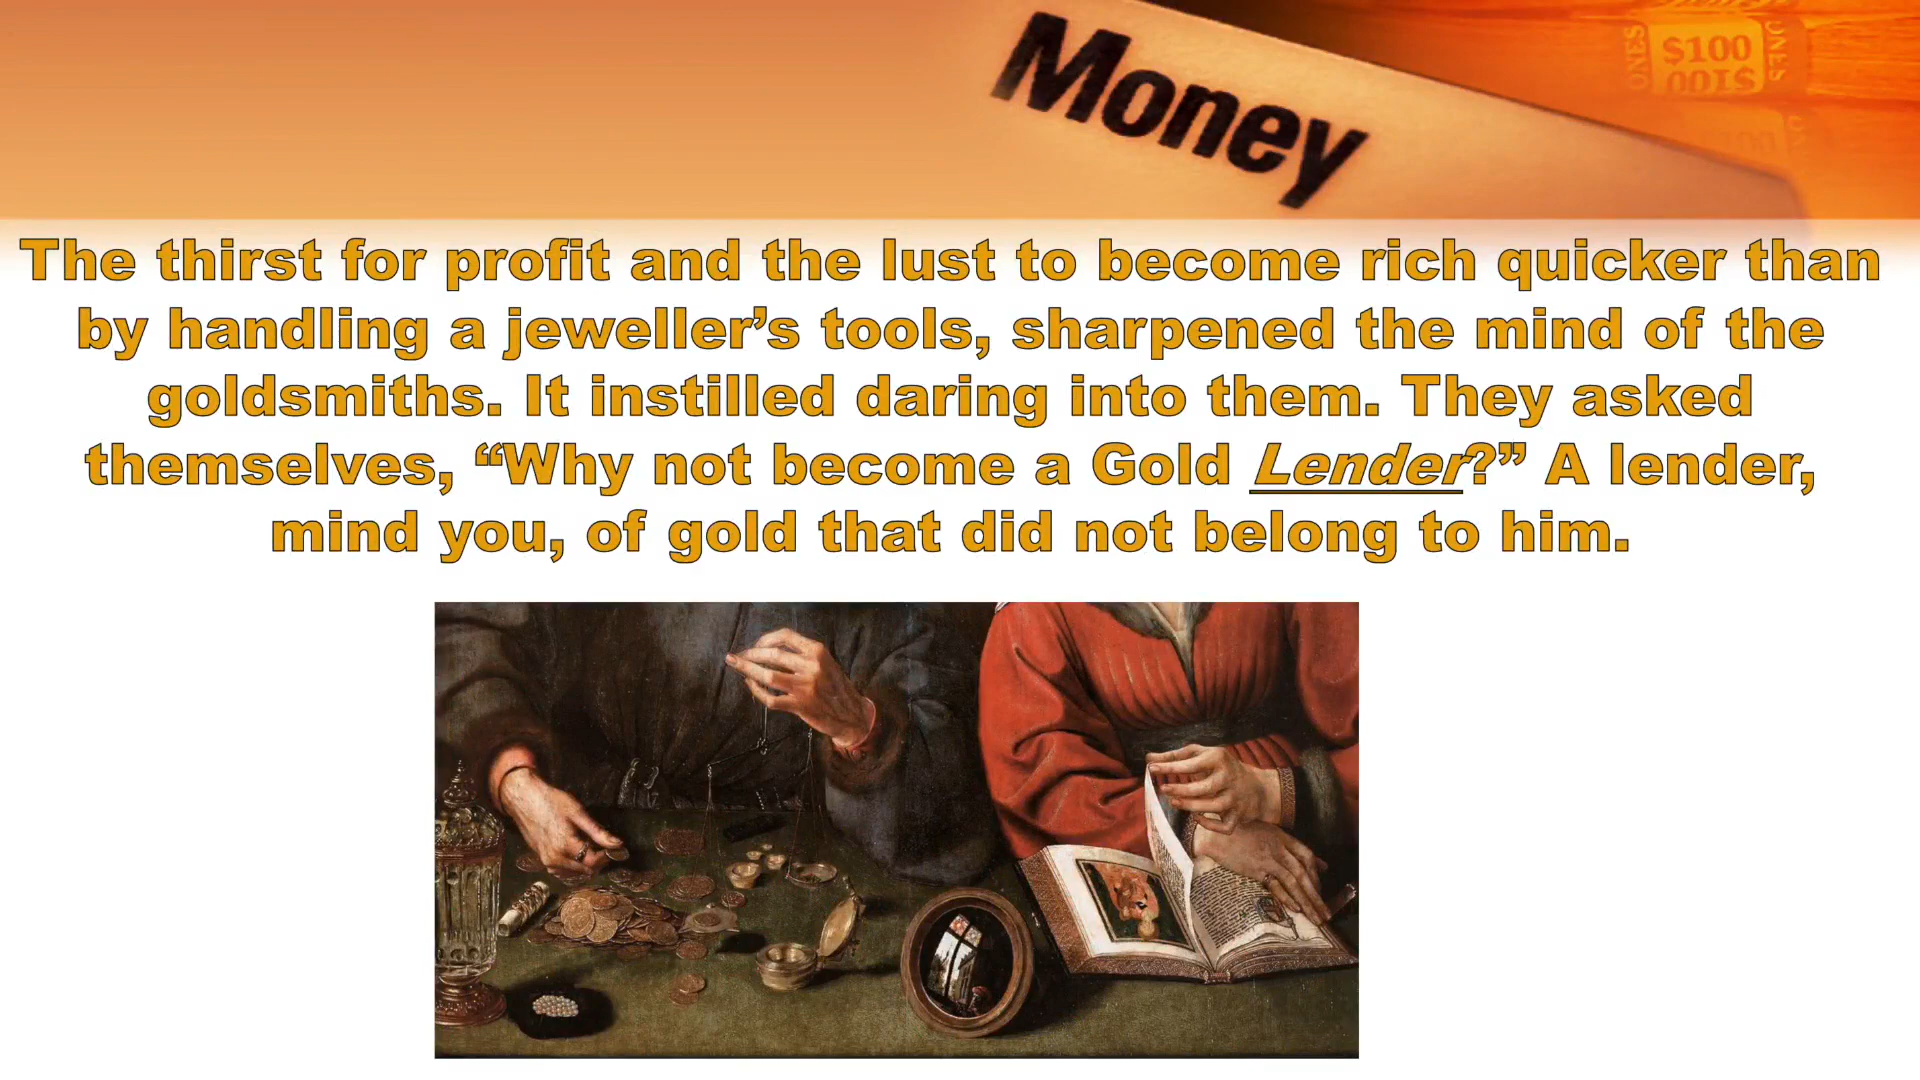 Money
$100
ONES
The thirst for profit and the lust to become rich quicker than
by handling a jeweller’s tools, sharpened the mind of the
goldsmiths. It instilled daring into them. They asked
themselves, “Why not become a Gold Lender?” A lender,
mind you, of gold that did not belong to him.